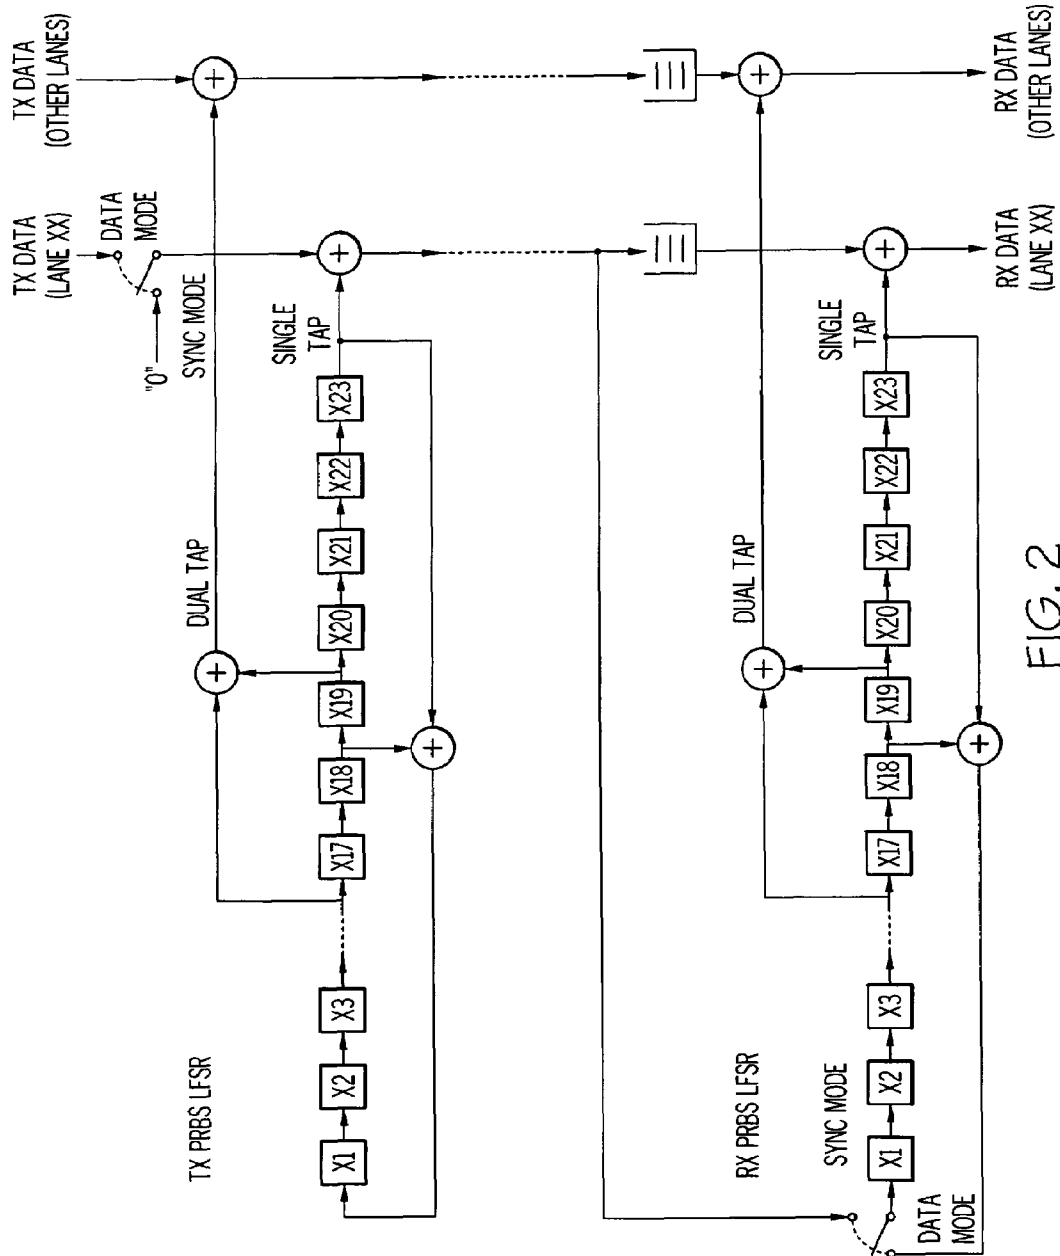 TX DATA
(OTHER LANES)
TX DATA
(LANE XX)
DATA
MODE
"0"
SYNC MODE
DUAL TAP
SINGLE
TAP
TX PRBS LFSR
X1
X2
X3
X17
X18
X19
X20
X21
X22
X23
RX PRBS LFSR
SYNC MODE
DATA
MODE
DUAL TAP
SINGLE
TAP
X1
X2
X3
X17
X18
X19
X20
X21
X22
X23
RX DATA
(OTHER LANES)
RX DATA
(LANE XX)
FIG. 2